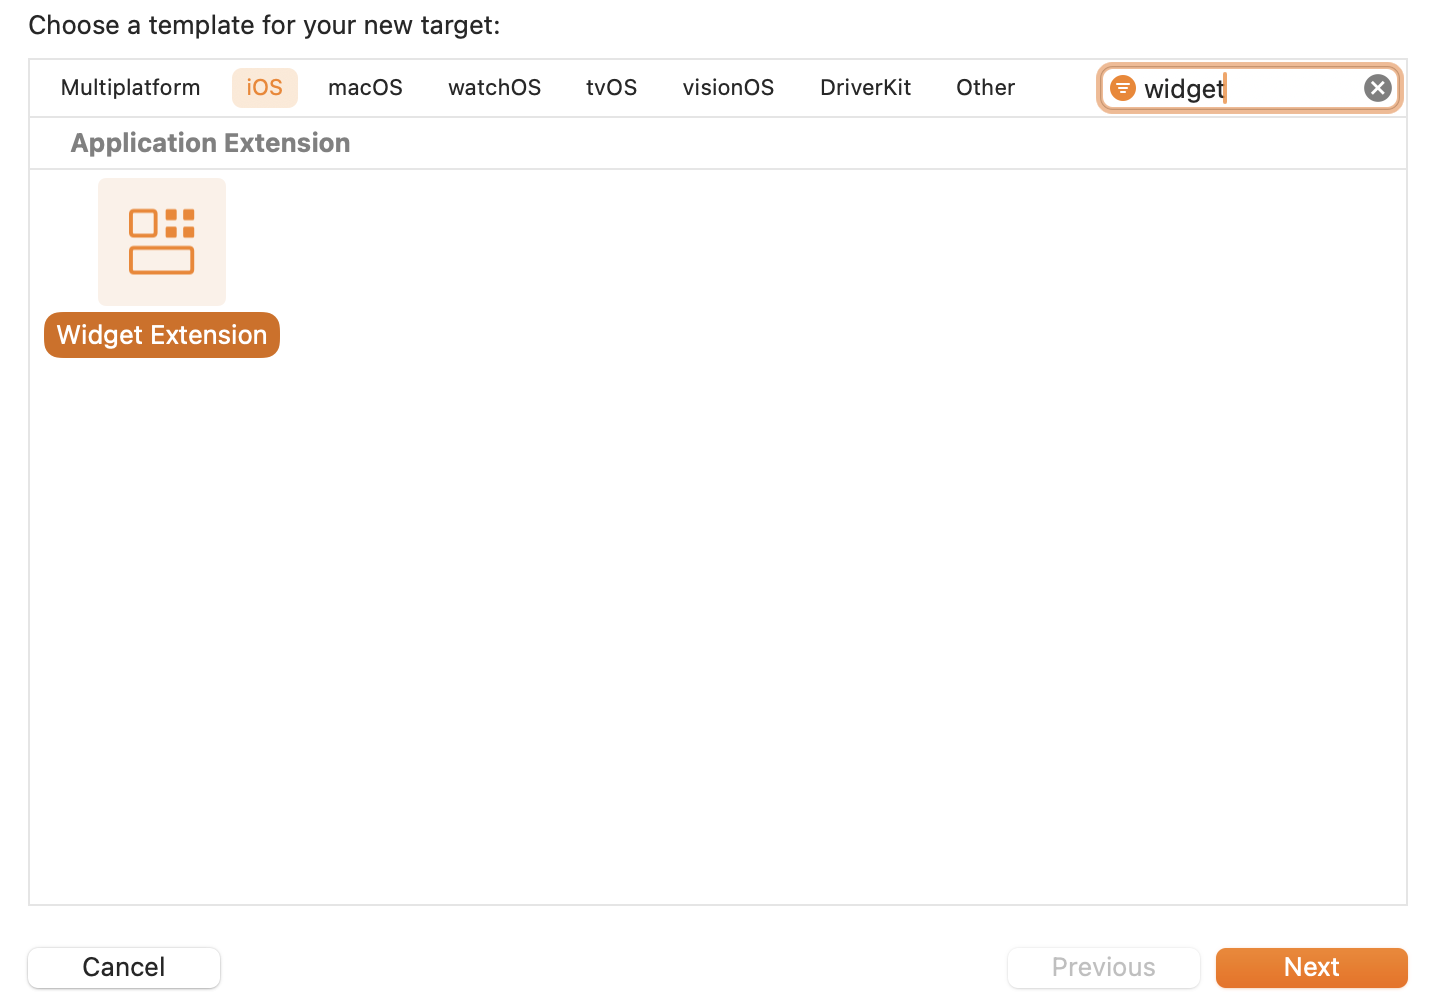 Choose a template for your new target:
Multiplatform iOS macOS watchOS tvOS visionOS DriverKit Other widget
Application Extension
Widget Extension
Cancel Previous Next